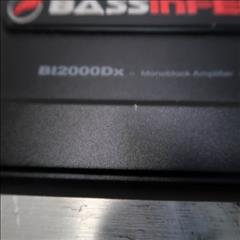 BASSINFE
BI2000Dx - Monoblock Amplifier